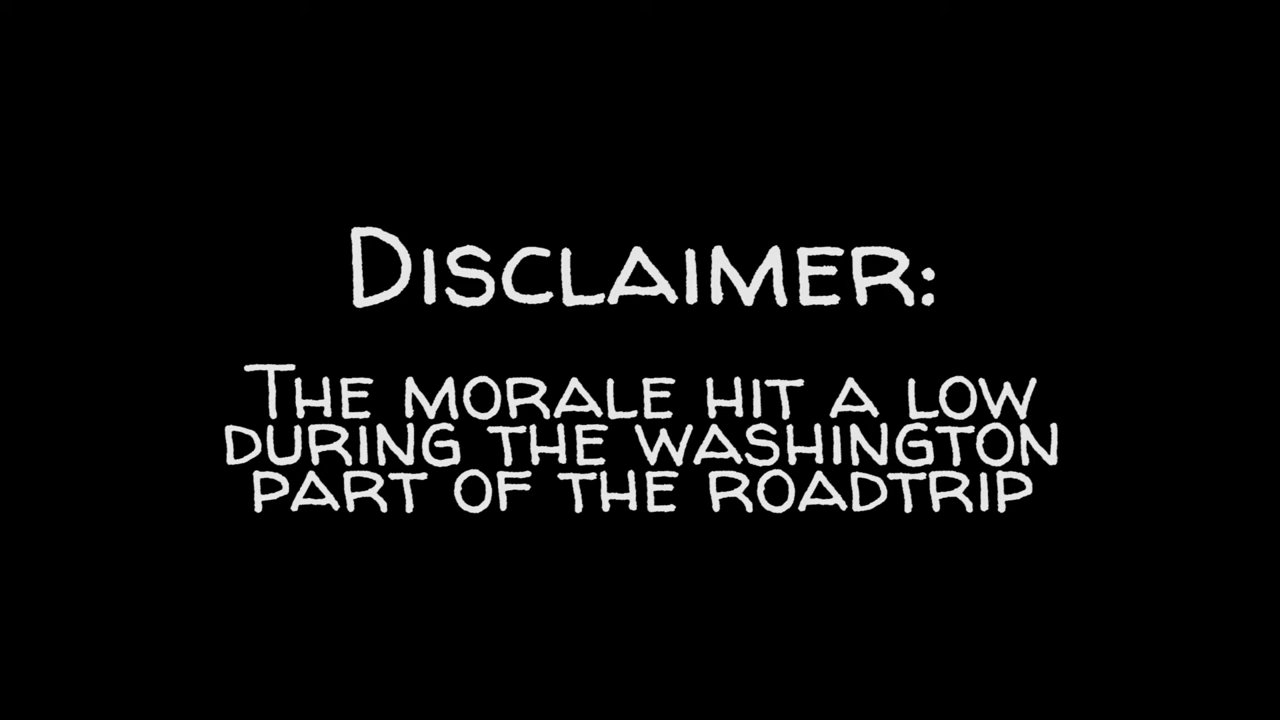 Disclaimer:
The morale hit a low
during the Washington
part of the roadtrip